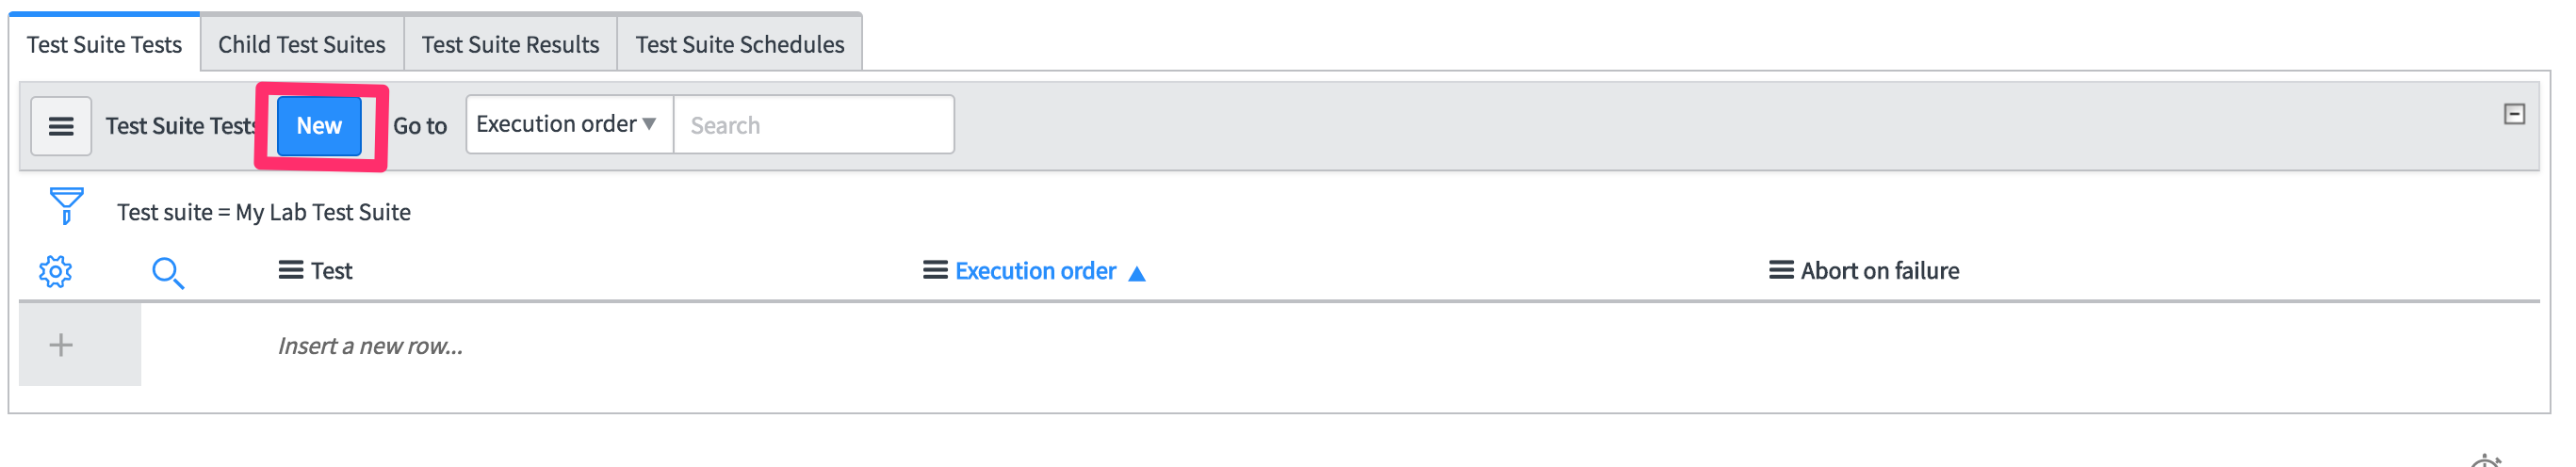 Test Suite Tests Child Test Suites Test Suite Results Test Suite Schedules
Test Suite Tests New Go to Execution order Search
Test suite = My Lab Test Suite
Test Execution order Abort on failure
Insert a new row...